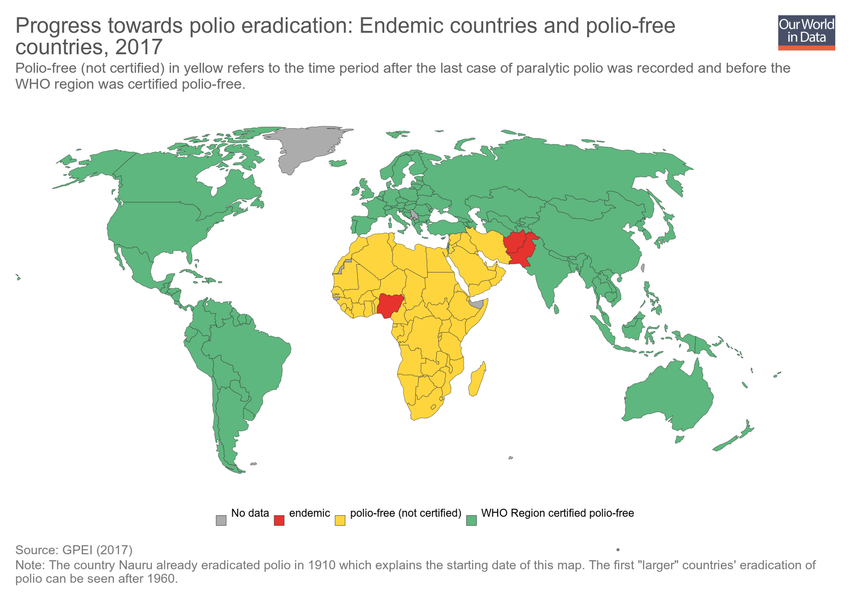 Progress towards polio eradication: Endemic countries and polio-free
countries, 2017
Our World
in Data
Polio-free (not certified) in yellow refers to the time period after the last case of paralytic polio was recorded and before the
WHO region was certified polio-free.
No data endemic polio-free (not certified) WHO Region certified polio-free
Source: GPEI (2017)
Note: The country Nauru already eradicated polio in 1910 which explains the starting date of this map. The first "larger" countries' eradication of
polio can be seen after 1960.